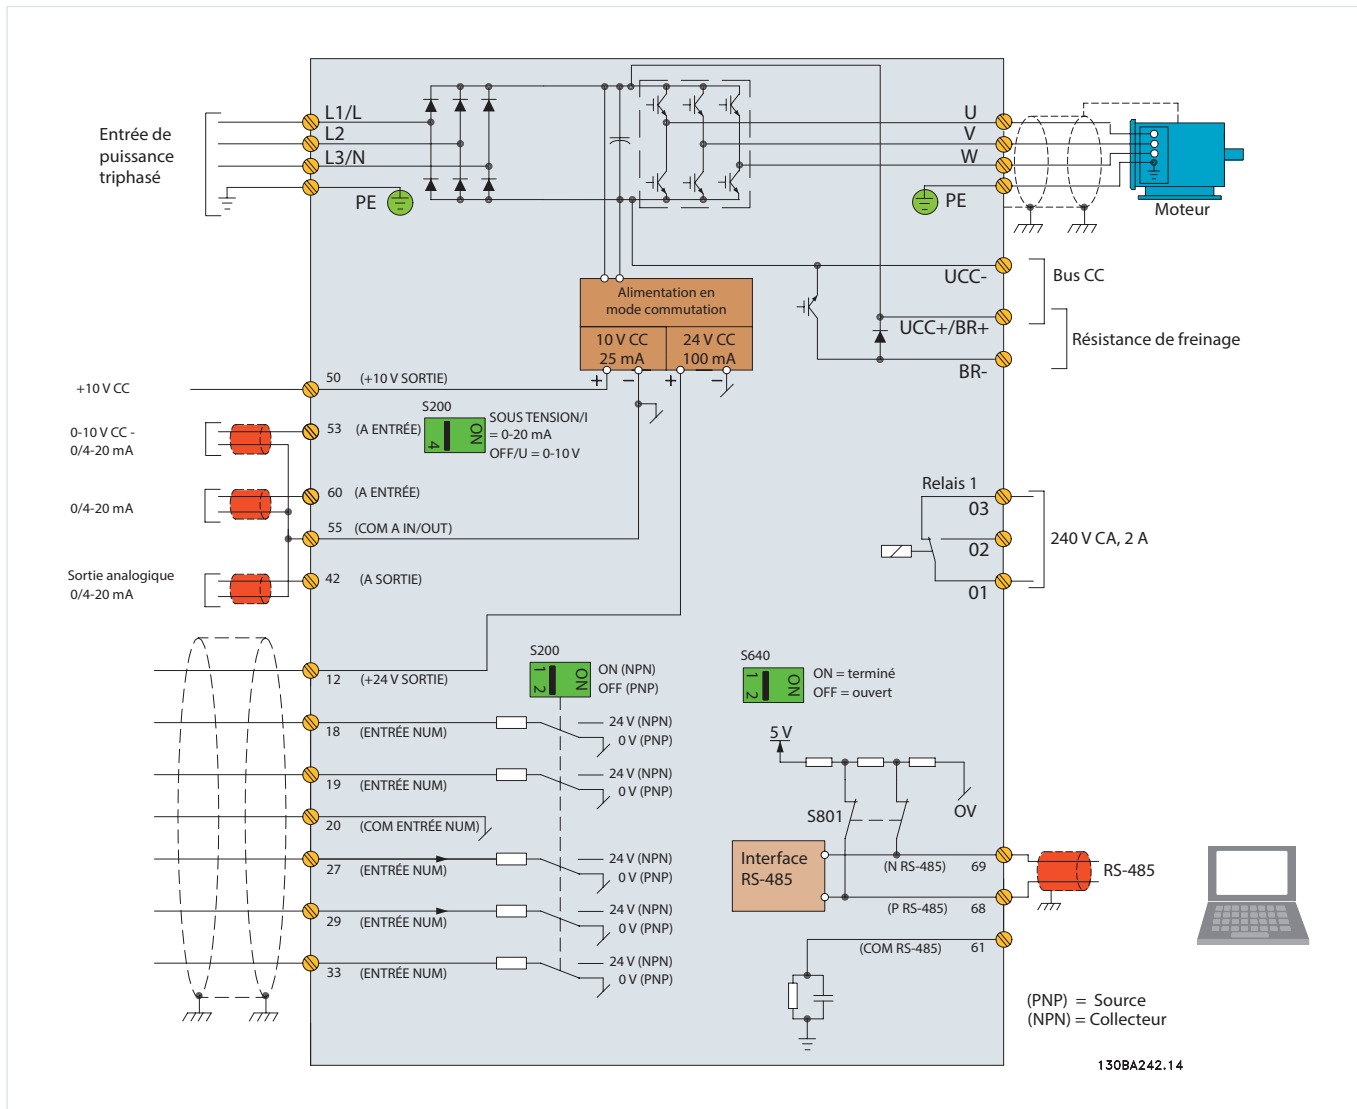 Entrée de
puissance
triphasé
L1/L
L2
L3/N
PE
U
V
W
PE
Moteur
UCC-
Bus CC
UCC+/BR+
Résistance de freinage
BR-
Alimentation en
mode commutation
10 V CC
25 mA
24 V CC
100 mA
+ − + −
+10 V CC
50 (+10 V SORTIE)
0-10 V CC -
0/4-20 mA
53 (A ENTRÉE)
S200
ON
4
SOUS TENSION/I
= 0-20 mA
OFF/U = 0-10 V
0/4-20 mA
60 (A ENTRÉE)
55 (COM A IN/OUT)
Sortie analogique
0/4-20 mA
42 (A SORTIE)
Relais 1
03
02
01
240 V CA, 2 A
12 (+24 V SORTIE)
S200
1 2 ON
ON (NPN)
OFF (PNP)
S640
1 2 ON
ON = terminé
OFF = ouvert
18 (ENTRÉE NUM)
24 V (NPN)
0 V (PNP)
19 (ENTRÉE NUM)
24 V (NPN)
0 V (PNP)
20 (COM ENTRÉE NUM)
27 (ENTRÉE NUM)
24 V (NPN)
0 V (PNP)
29 (ENTRÉE NUM)
24 V (NPN)
0 V (PNP)
33 (ENTRÉE NUM)
24 V (NPN)
0 V (PNP)
5 V
S801
OV
Interface
RS-485
(N RS-485) 69
RS-485
(P RS-485) 68
(COM RS-485) 61
(PNP) = Source
(NPN) = Collecteur
130BA242.14